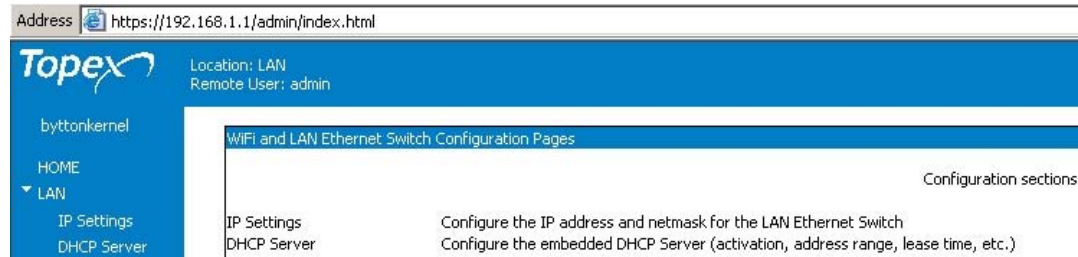 Address https://192.168.1.1/admin/index.html
Topex
Location: LAN
Remote User: admin
byttonkernel
HOME
LAN
IP Settings
DHCP Server
WiFi and LAN Ethernet Switch Configuration Pages
Configuration sections
IP Settings Configure the IP address and netmask for the LAN Ethernet Switch
DHCP Server Configure the embedded DHCP Server (activation, address range, lease time, etc.)